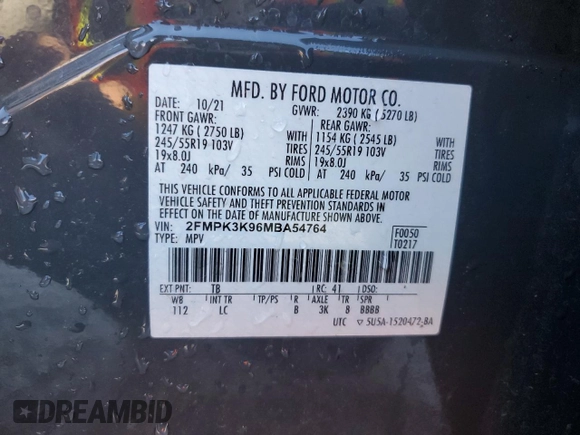 MFD. BY FORD MOTOR CO.
10/21 GVWR: 2390 KG (5270 LB)
FRONT GAWR: REAR GAWR:
1247 KG (2750 LB) WITH 1154 KG (2545 LB) WITH
245/55R19 103V TIRES 245/55R19 103V TIRES
19x8.0J RIMS 19x8.0J RIMS
AT 240 kPa/ 35 PSI COLD AT 240 kPa/ 35 PSI COLD
THIS VEHICLE CONFORMS TO ALL APPLICABLE FEDERAL MOTOR
VEHICLE SAFETY AND THEFT PREVENTION STANDARDS IN EFFECT ON
THE DATE OF MANUFACTURE SHOWN ABOVE.
VIN: 2FMPK3K96MBA54764 F0050
TYPE: MPV T0217
EXT PNT: TB RC: 41 DSO:
WB INT TR TP/PS R AXLE TR SPR
112 LC B 3K 8 BBBB
UTC ▽ 5U5A-1520472-BA
DREAMBID